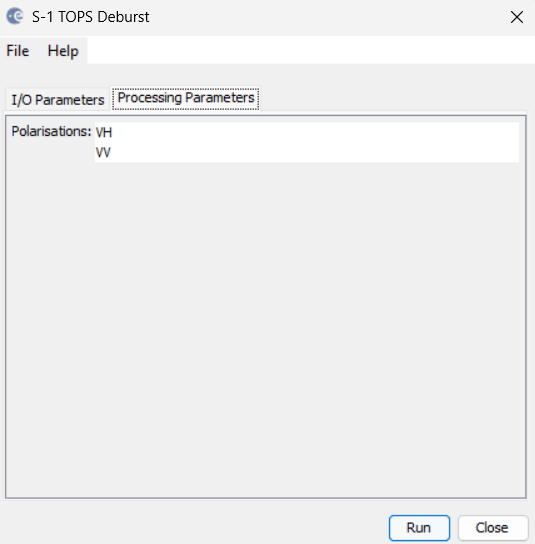 S-1 TOPS Deburst
File Help
I/O Parameters Processing Parameters
Polarisations: VH
VV
Run Close